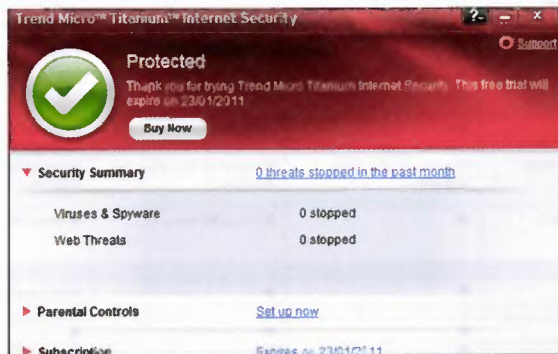 Trend Micro™ Titanium™ Internet Security
?
Support
Protected
Thank you for trying Trend Micro Titanium Internet Security. This free trial will
expire on 23/01/2011
Buy Now
Security Summary 0 threats stopped in the past month
Viruses & Spyware 0 stopped
Web Threats 0 stopped
Parental Controls Set up now
Subscription Expires on 23/01/2011